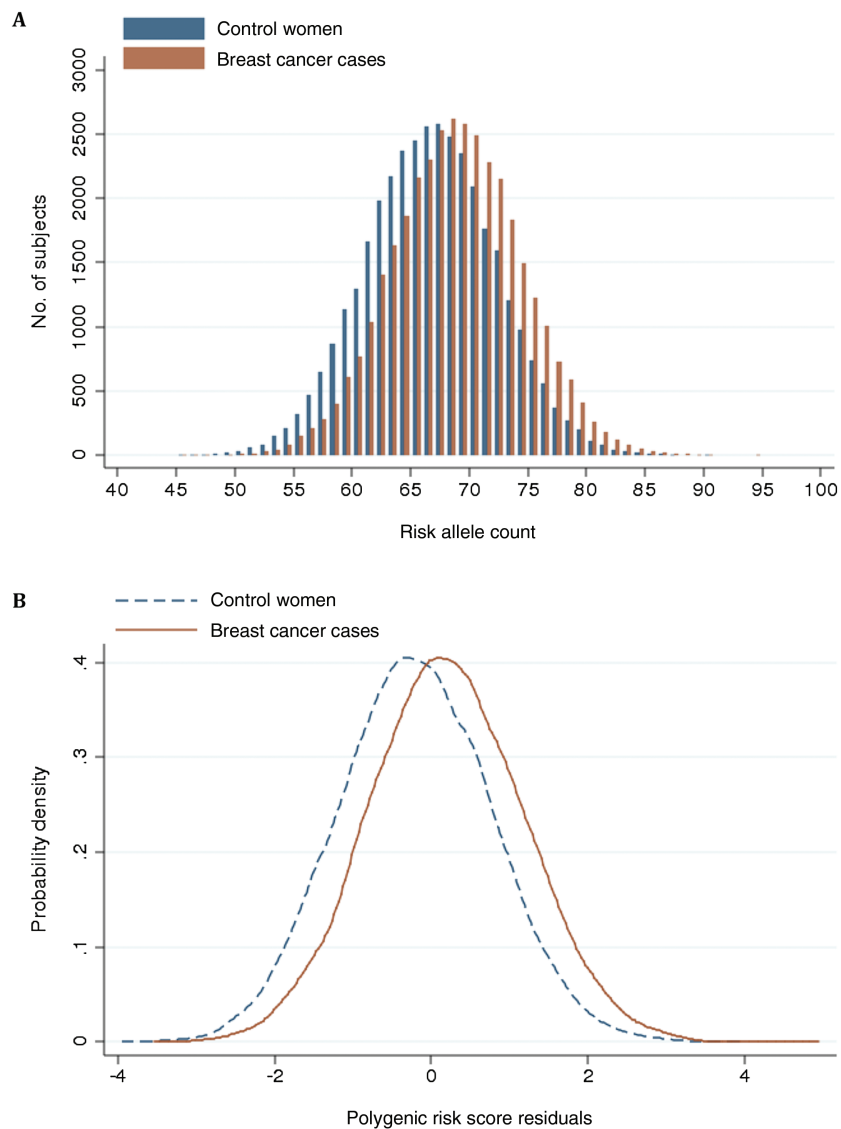 A
Control women
Breast cancer cases
No. of subjects
3000
2500
2000
1500
1000
500
0
40 45 50 55 60 65 70 75 80 85 90 95 100
Risk allele count
B
Control women
Breast cancer cases
Probability density
.4
.3
.2
.1
0
-4 -2 0 2 4
Polygenic risk score residuals